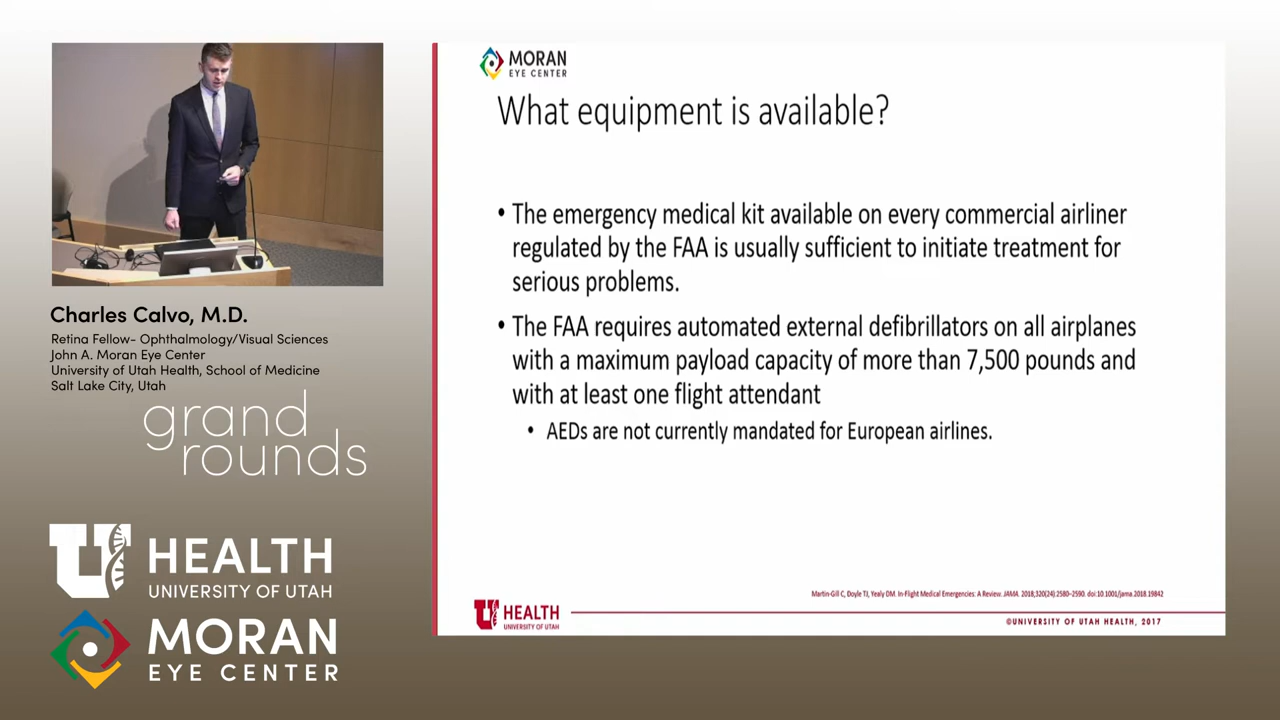 Charles Calvo, M.D.
Retina Fellow- Ophthalmology/Visual Sciences
John A. Moran Eye Center
University of Utah Health, School of Medicine
Salt Lake City, Utah
grand
rounds
U HEALTH
UNIVERSITY OF UTAH
MORAN
EYE CENTER
MORAN
EYE CENTER
What equipment is available?
• The emergency medical kit available on every commercial airliner
regulated by the FAA is usually sufficient to initiate treatment for
serious problems.
• The FAA requires automated external defibrillators on all airplanes
with a maximum payload capacity of more than 7,500 pounds and
with at least one flight attendant
• AEDs are not currently mandated for European airlines.
Martin-Gill C, Doyle TJ, Yealy DM. In-Flight Medical Emergencies: A Review. JAMA. 2018;320(24):2580–2590. doi:10.1001/jama.2018.19842
U HEALTH
UNIVERSITY OF UTAH
©UNIVERSITY OF UTAH HEALTH, 2017